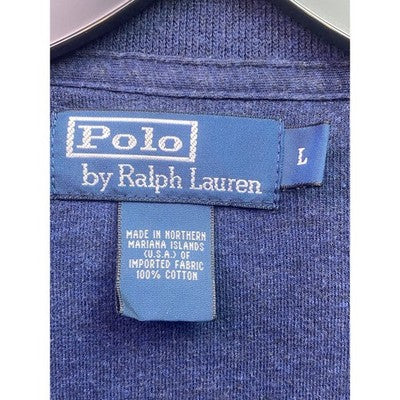 Polo
by Ralph Lauren
L
MADE IN NORTHERN
MARIANA ISLANDS
(U.S.A.) OF
IMPORTED FABRIC
100% COTTON